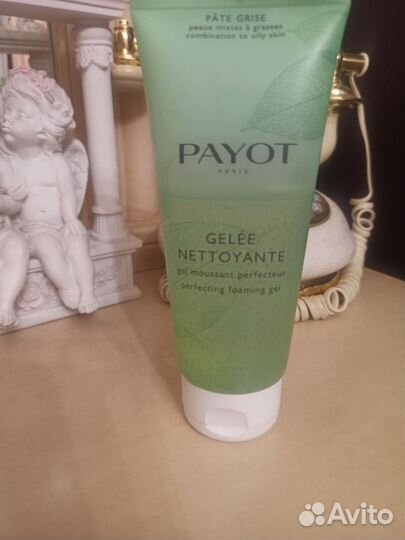 PÂTE GRISE
peaux mixtes à grasses
combination to oily skin
PAYOT
PARIS
GELÉE
NETTOYANTE
gel moussant perfecteur
perfecting foaming gel
Avito